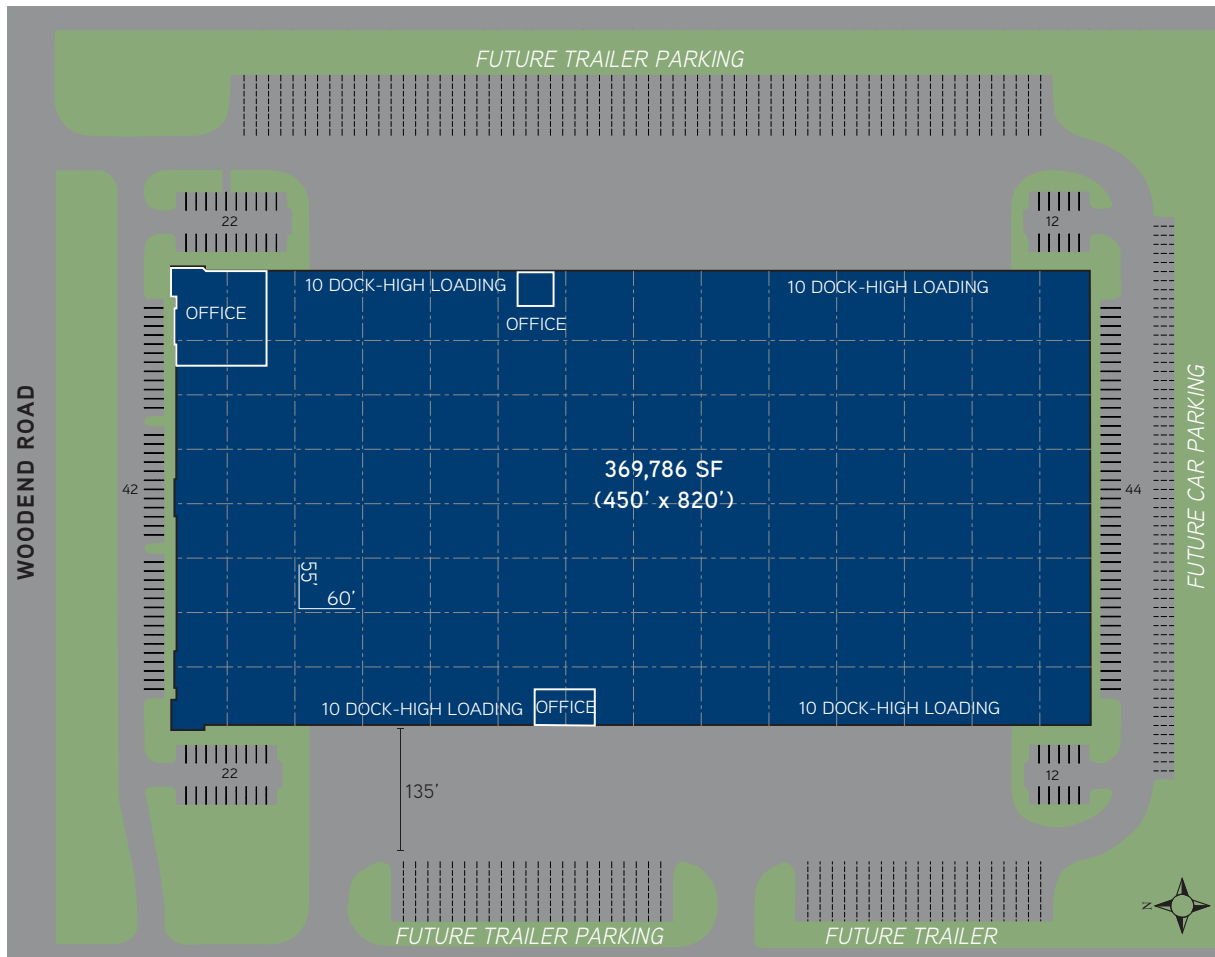 FUTURE TRAILER PARKING
22
12
10 DOCK-HIGH LOADING
10 DOCK-HIGH LOADING
OFFICE
OFFICE
WOODEND ROAD
369,786 SF
(450' x 820')
42
44
FUTURE CAR PARKING
55'
60'
10 DOCK-HIGH LOADING
OFFICE
10 DOCK-HIGH LOADING
22
12
135'
N
FUTURE TRAILER PARKING
FUTURE TRAILER